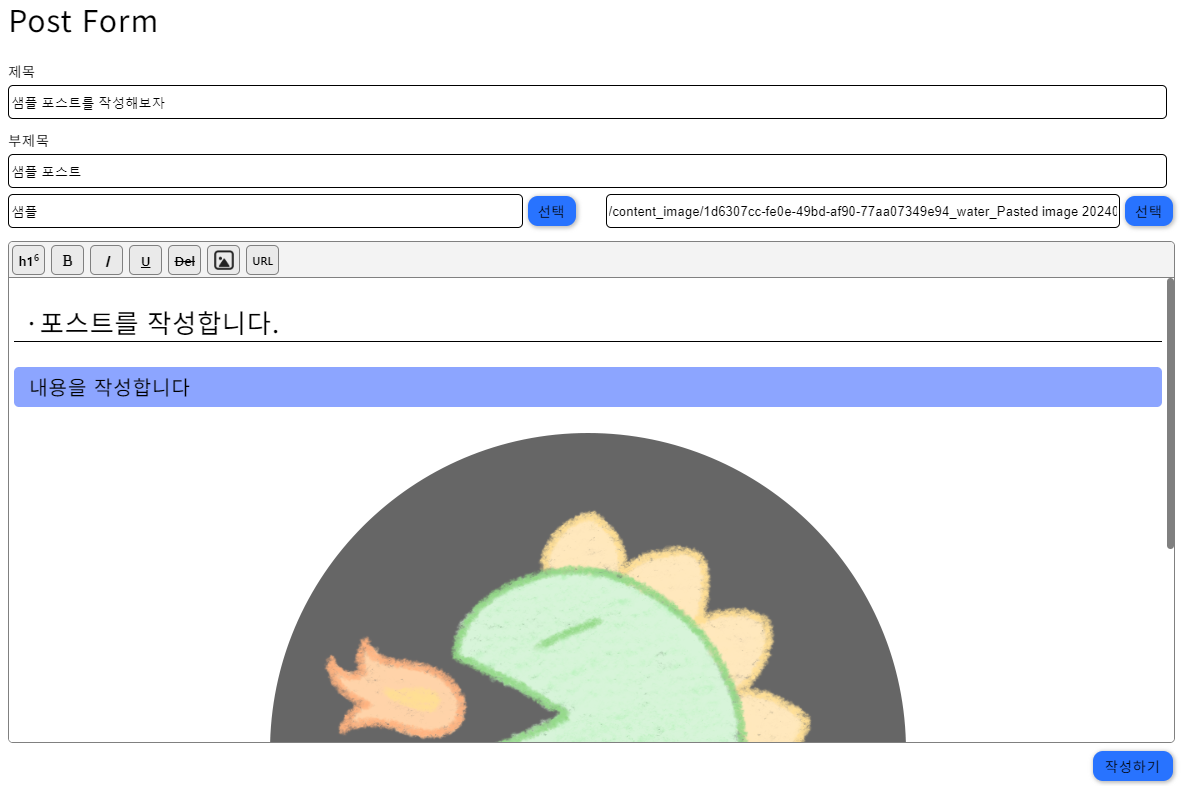 Post Form
제목
샘플 포스트를 작성해보자
부제목
샘플 포스트
샘플 선택 /content_image/1d6307cc-fe0e-49bd-af90-77aa07349e94_water_Pasted image 20240 선택
h1⁶ B I U Del URL
· 포스트를 작성합니다.
내용을 작성합니다
작성하기